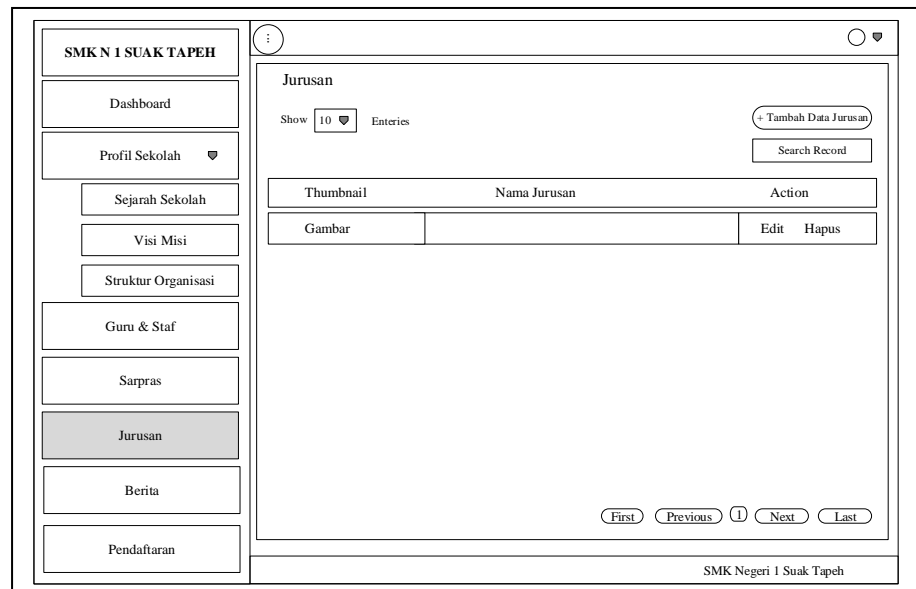 SMK N 1 SUAK TAPEH
Dashboard
Profil Sekolah
Sejarah Sekolah
Visi Misi
Struktur Organisasi
Guru & Staf
Sarpras
Jurusan
Berita
Pendaftaran
Jurusan
Show 10 Enteries
+ Tambah Data Jurusan
Search Record
Thumbnail Nama Jurusan Action
Gambar Edit Hapus
First Previous 1 Next Last
SMK Negeri 1 Suak Tapeh